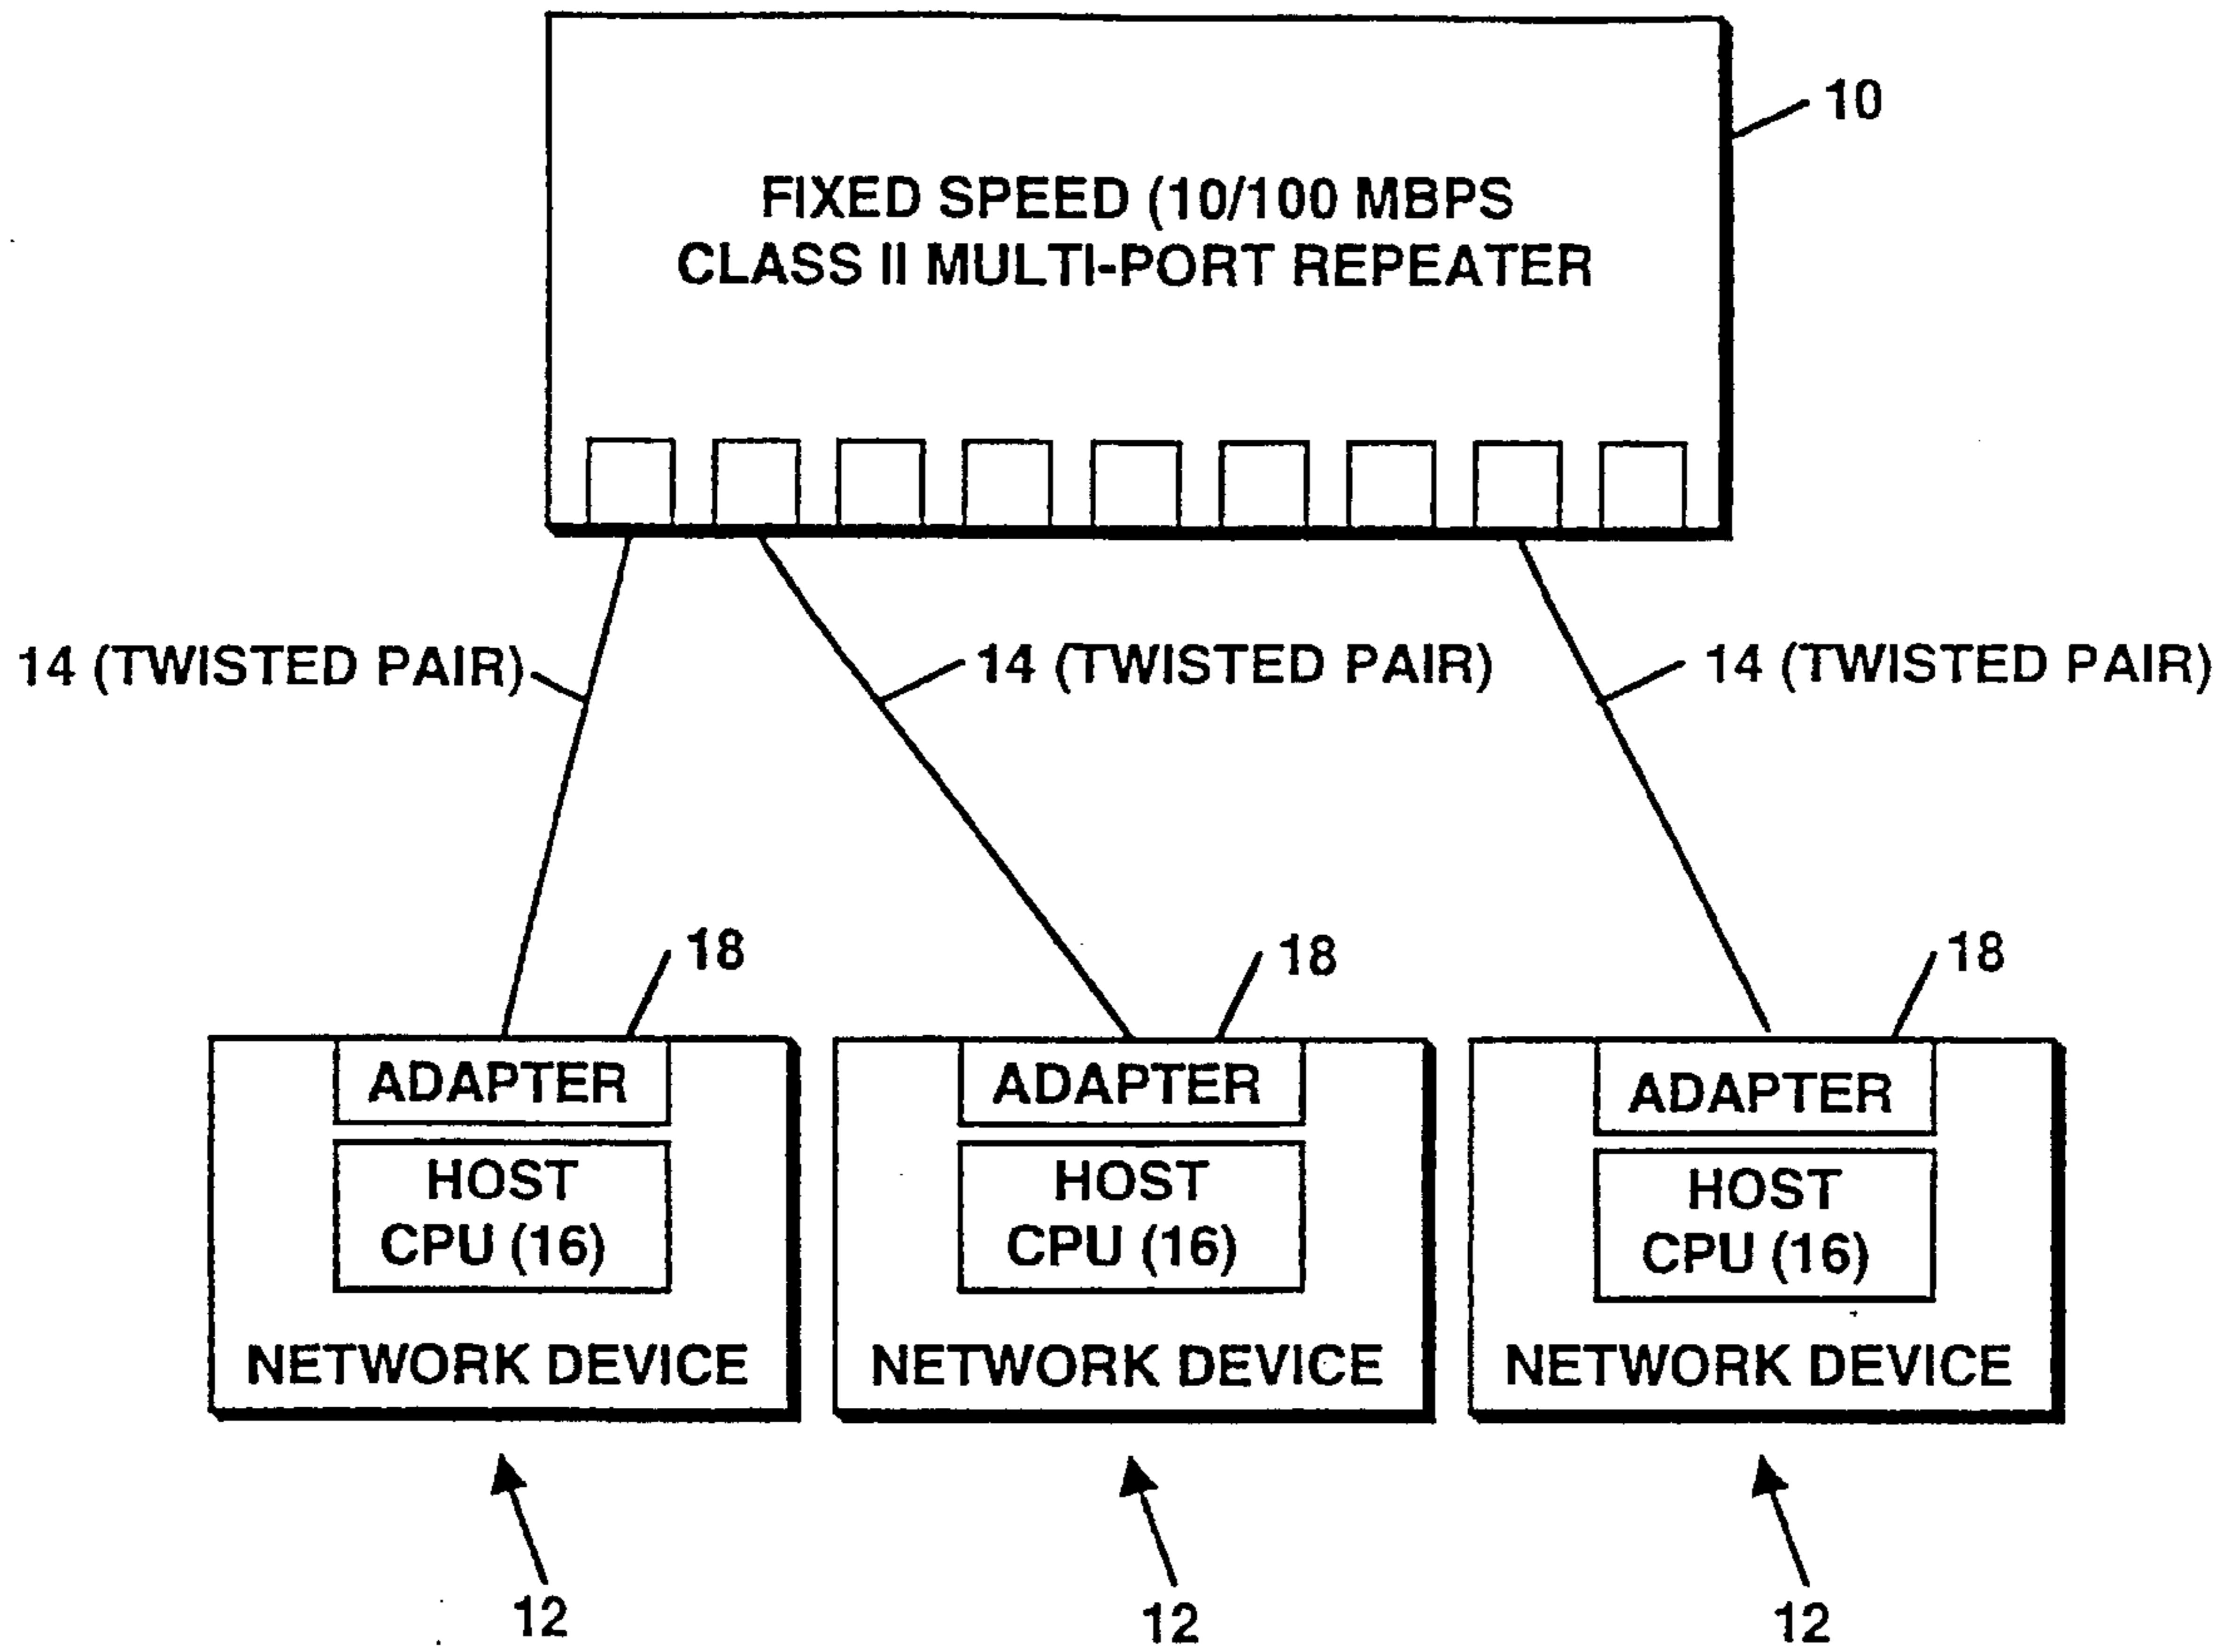 10
FIXED SPEED (10/100 MBPS
CLASS II MULTI-PORT REPEATER
14 (TWISTED PAIR)
14 (TWISTED PAIR)
14 (TWISTED PAIR)
18
18
18
ADAPTER
HOST
CPU (16)
NETWORK DEVICE
ADAPTER
HOST
CPU (16)
NETWORK DEVICE
ADAPTER
HOST
CPU (16)
NETWORK DEVICE
12
12
12